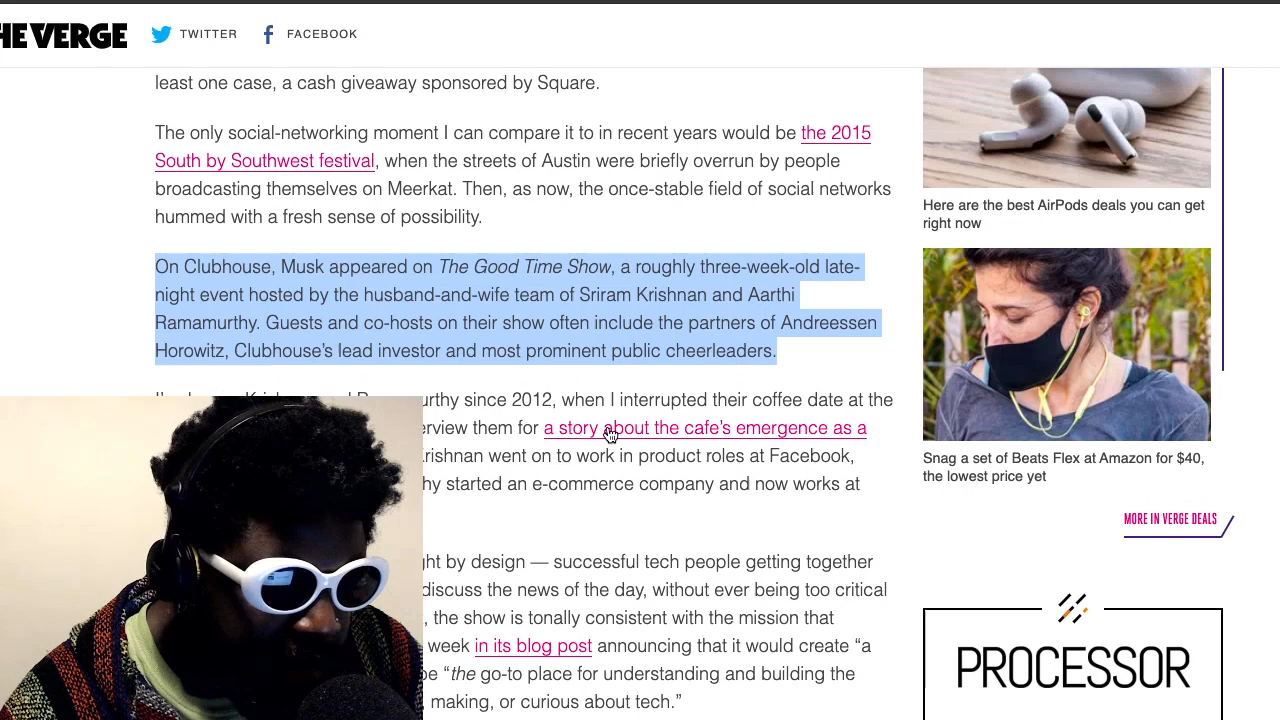 HE VERGE
TWITTER
FACEBOOK
least one case, a cash giveaway sponsored by Square.
The only social-networking moment I can compare it to in recent years would be the 2015
South by Southwest festival, when the streets of Austin were briefly overrun by people
broadcasting themselves on Meerkat. Then, as now, the once-stable field of social networks
hummed with a fresh sense of possibility.
On Clubhouse, Musk appeared on The Good Time Show, a roughly three-week-old late-
night event hosted by the husband-and-wife team of Sriram Krishnan and Aarthi
Ramamurthy. Guests and co-hosts on their show often include the partners of Andreessen
Horowitz, Clubhouse's lead investor and most prominent public cheerleaders.
urthy since 2012, when I interrupted their coffee date at the
erview them for a story about the cafe's emergence as a
Krishnan went on to work in product roles at Facebook,
hy started an e-commerce company and now works at
ght by design — successful tech people getting together
discuss the news of the day, without ever being too critical
, the show is tonally consistent with the mission that
week in its blog post announcing that it would create “a
be “the go-to place for understanding and building the
, making, or curious about tech.”
Here are the best AirPods deals you can get
right now
Snag a set of Beats Flex at Amazon for $40,
the lowest price yet
MORE IN VERGE DEALS
PROCESSOR